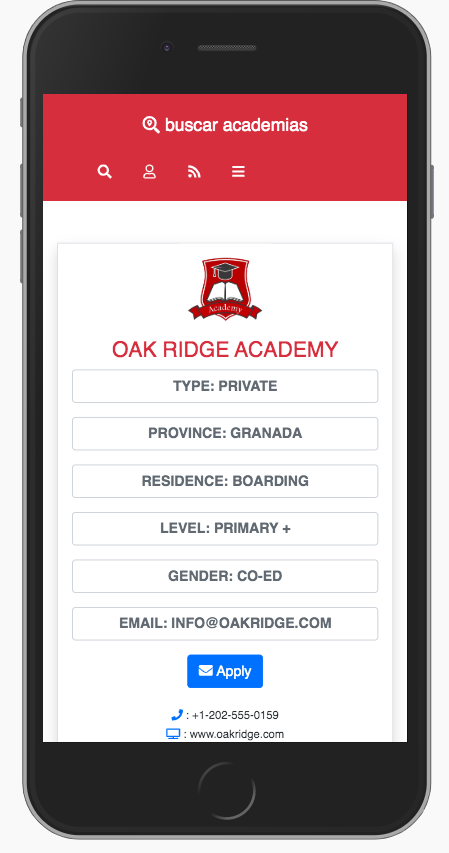 buscar academias
Academy
OAK RIDGE ACADEMY
TYPE: PRIVATE
PROVINCE: GRANADA
RESIDENCE: BOARDING
LEVEL: PRIMARY +
GENDER: CO-ED
EMAIL: INFO@OAKRIDGE.COM
Apply
: +1-202-555-0159
: www.oakridge.com